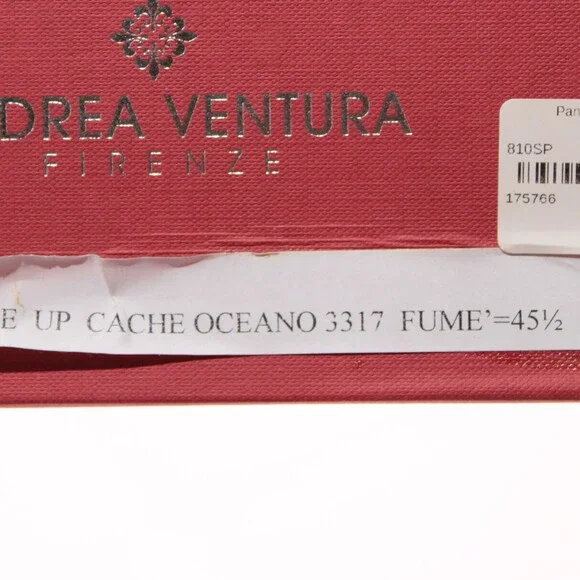 DREA VENTURA
FIRENZE
Pan
810SP
175766
E UP CACHE OCEANO 3317 FUME’=45½